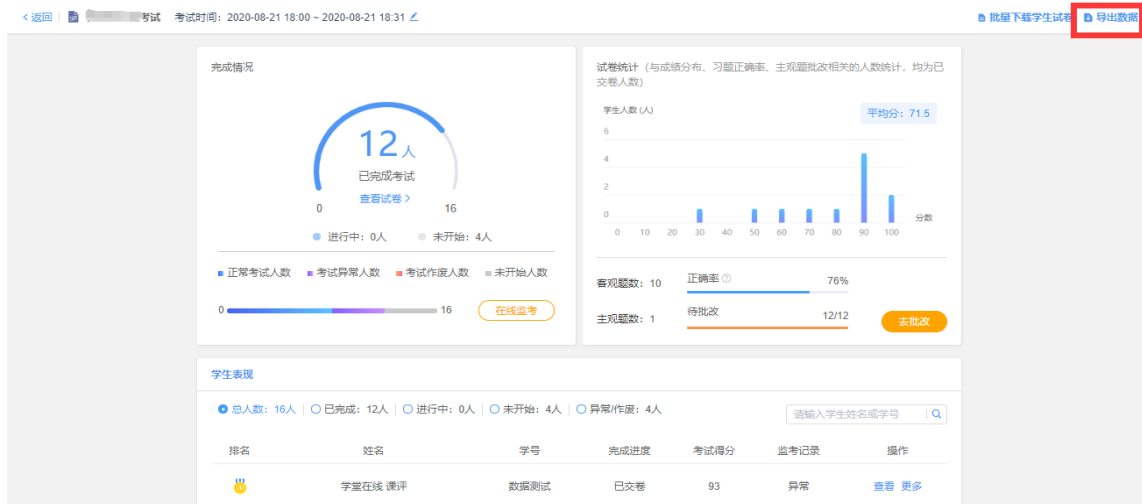 返回
考试 考试时间：2020-08-21 18:00 ~ 2020-08-21 18:31
批量下载学生试卷 导出数据
完成情况
12人
已完成考试
查看试卷 >
0 16
进行中：0人 未开始：4人
正常考试人数 考试异常人数 考试作废人数 未开始人数
0 16 在线监考
试卷统计（与成绩分布、习题正确率、主观题批改相关的人数统计，均为已
交卷人数）
学生人数(人)
平均分：71.5
6
4
2
0
分数
0 10 20 30 40 50 60 70 80 90 100
客观题数：10 正确率 76%
主观题数：1 待批改 12/12
去批改
学生表现
总人数：16人 已完成：12人 进行中：0人 未开始：4人 异常/作废：4人
请输入学生姓名或学号
排名 姓名 学号 完成进度 考试得分 监考记录 操作
学堂在线 课评 数据测试 已交卷 93 异常 查看 更多